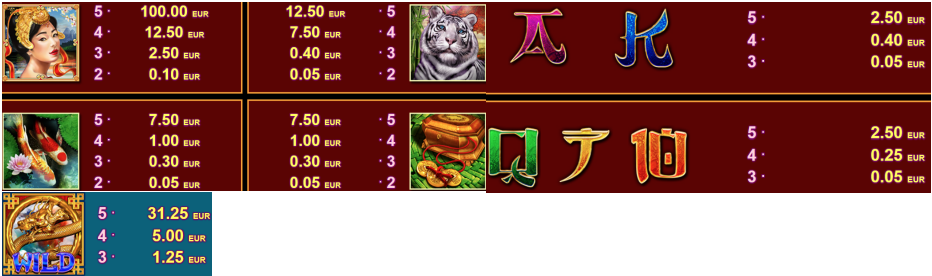 5 · 100.00 EUR
4 · 12.50 EUR
3 · 2.50 EUR
2 · 0.10 EUR
12.50 EUR · 5
7.50 EUR · 4
0.40 EUR · 3
0.05 EUR · 2
A K
5 · 2.50 EUR
4 · 0.40 EUR
3 · 0.05 EUR
5 · 7.50 EUR
4 · 1.00 EUR
3 · 0.30 EUR
2 · 0.05 EUR
7.50 EUR · 5
1.00 EUR · 4
0.30 EUR · 3
0.05 EUR · 2
Q J 10
5 · 2.50 EUR
4 · 0.25 EUR
3 · 0.05 EUR
WILD
5 · 31.25 EUR
4 · 5.00 EUR
3 · 1.25 EUR